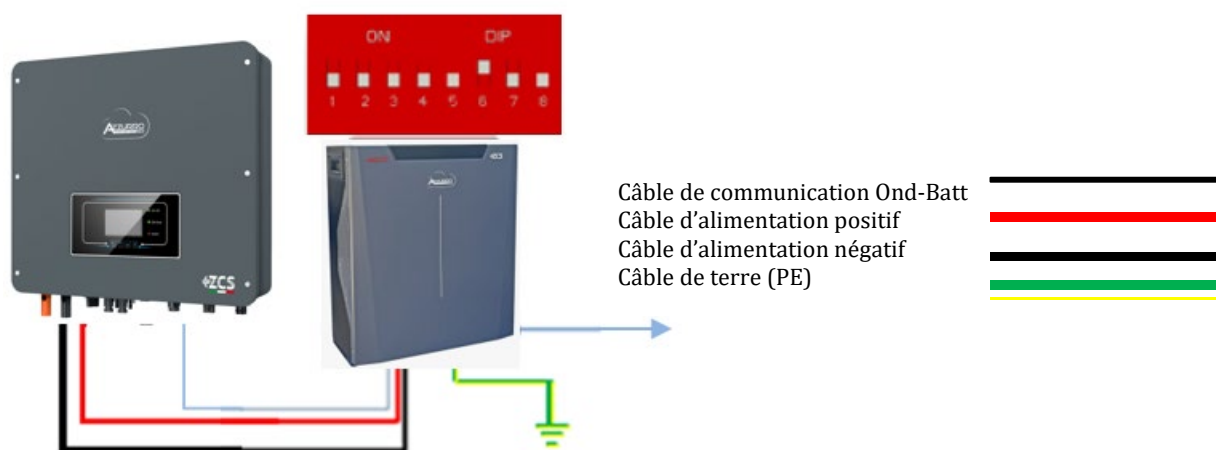 ON DIP
1 2 3 4 5 6 7 8
AZZURRO
ZCS
Câble de communication Ond-Batt
Câble d’alimentation positif
Câble d’alimentation négatif
Câble de terre (PE)